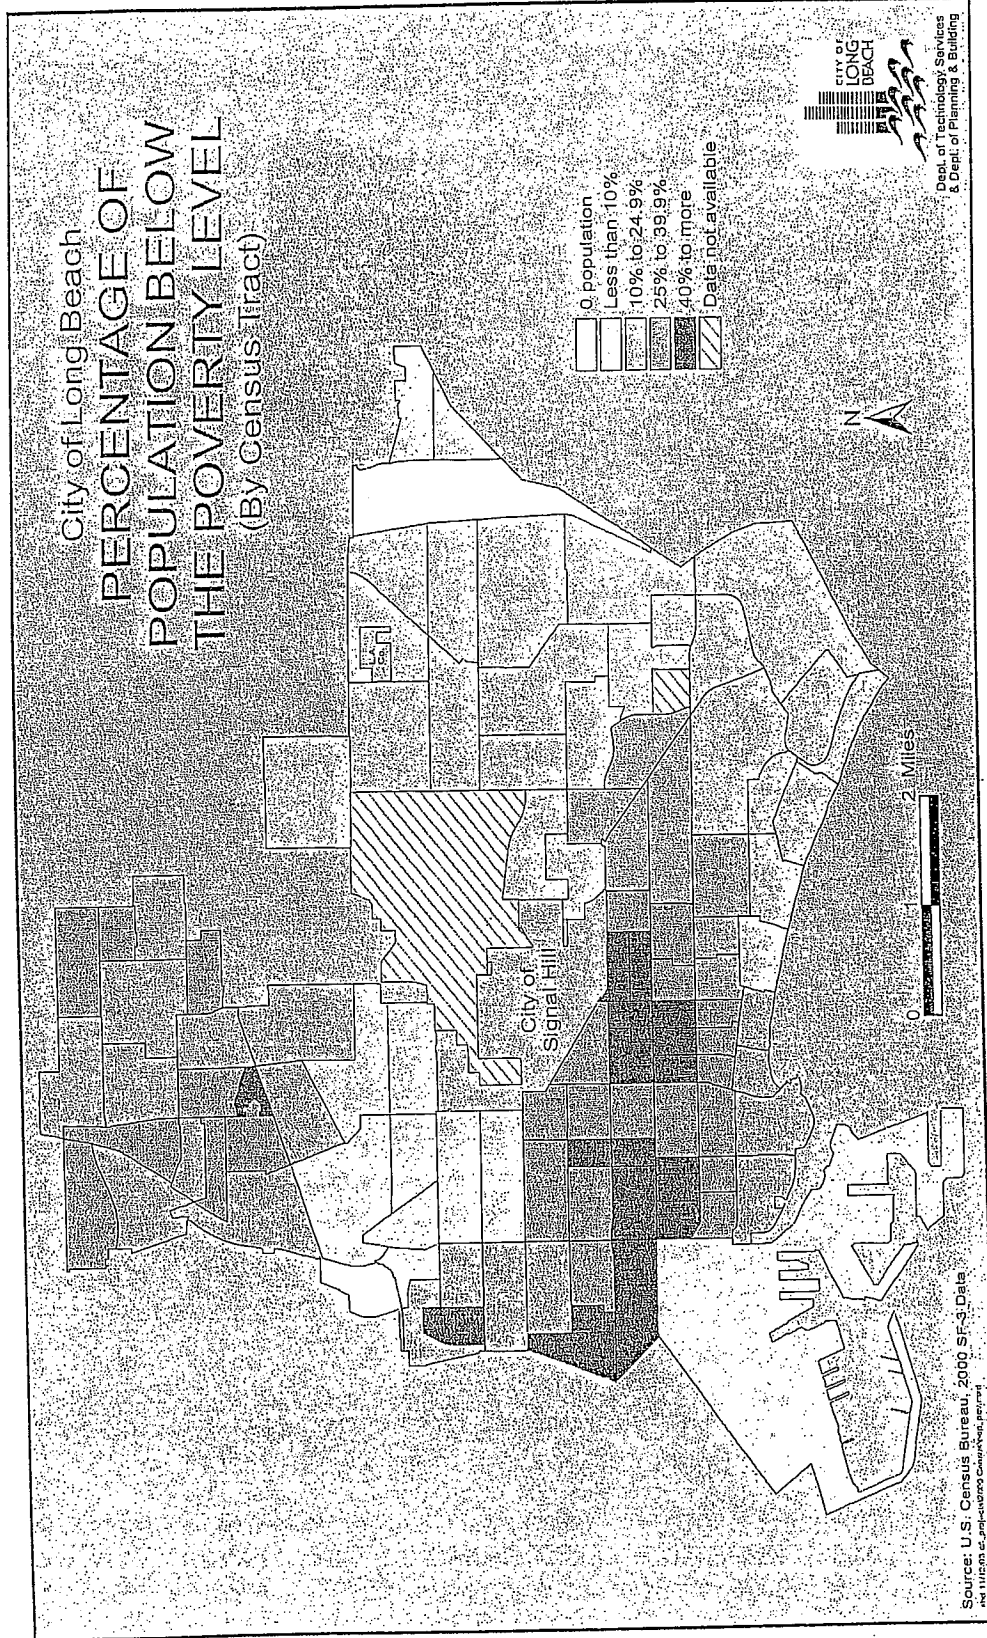 City of Long Beach
PERCENTAGE OF
POPULATION BELOW
THE POVERTY LEVEL
(By Census Tract)
L.A.
Co.
City of
Signal Hill
0 population
Less than 10%
10% to 24.9%
25% to 39.9%
40% to more
Data not available
N
0 1 2 Miles
CITY OF
LONG
BEACH
Dept. of Technology Services
& Dept. of Planning & Building
Source: U.S. Census Bureau, 2000 SF-3 Data